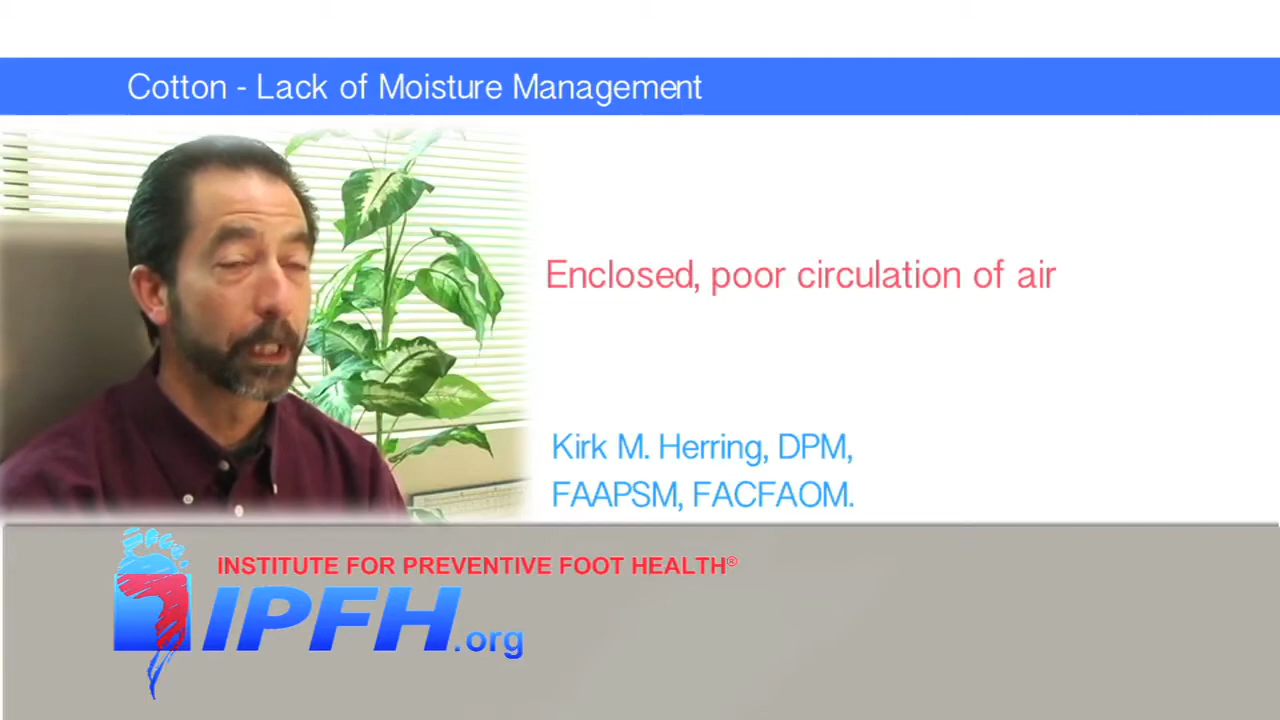 Cotton - Lack of Moisture Management
Enclosed, poor circulation of air
Kirk M. Herring, DPM,
FAAPSM, FACFAOM.
INSTITUTE FOR PREVENTIVE FOOT HEALTH®
IPFH.org